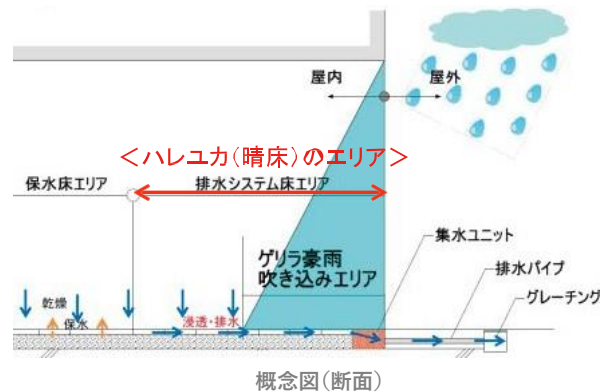 屋内
屋外
＜ハレユカ(晴床)のエリア＞
保水床エリア
排水システム床エリア
ゲリラ豪雨
吹き込みエリア
集水ユニット
排水パイプ
グレーチング
乾燥
保水
浸透・排水
概念図(断面)